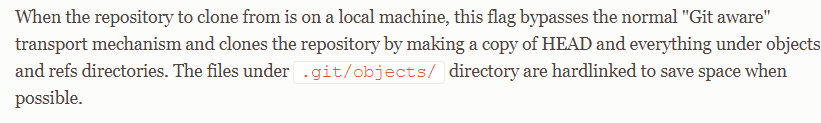 When the repository to clone from is on a local machine, this flag bypasses the normal "Git aware"
transport mechanism and clones the repository by making a copy of HEAD and everything under objects
and refs directories. The files under .git/objects/ directory are hardlinked to save space when
possible.